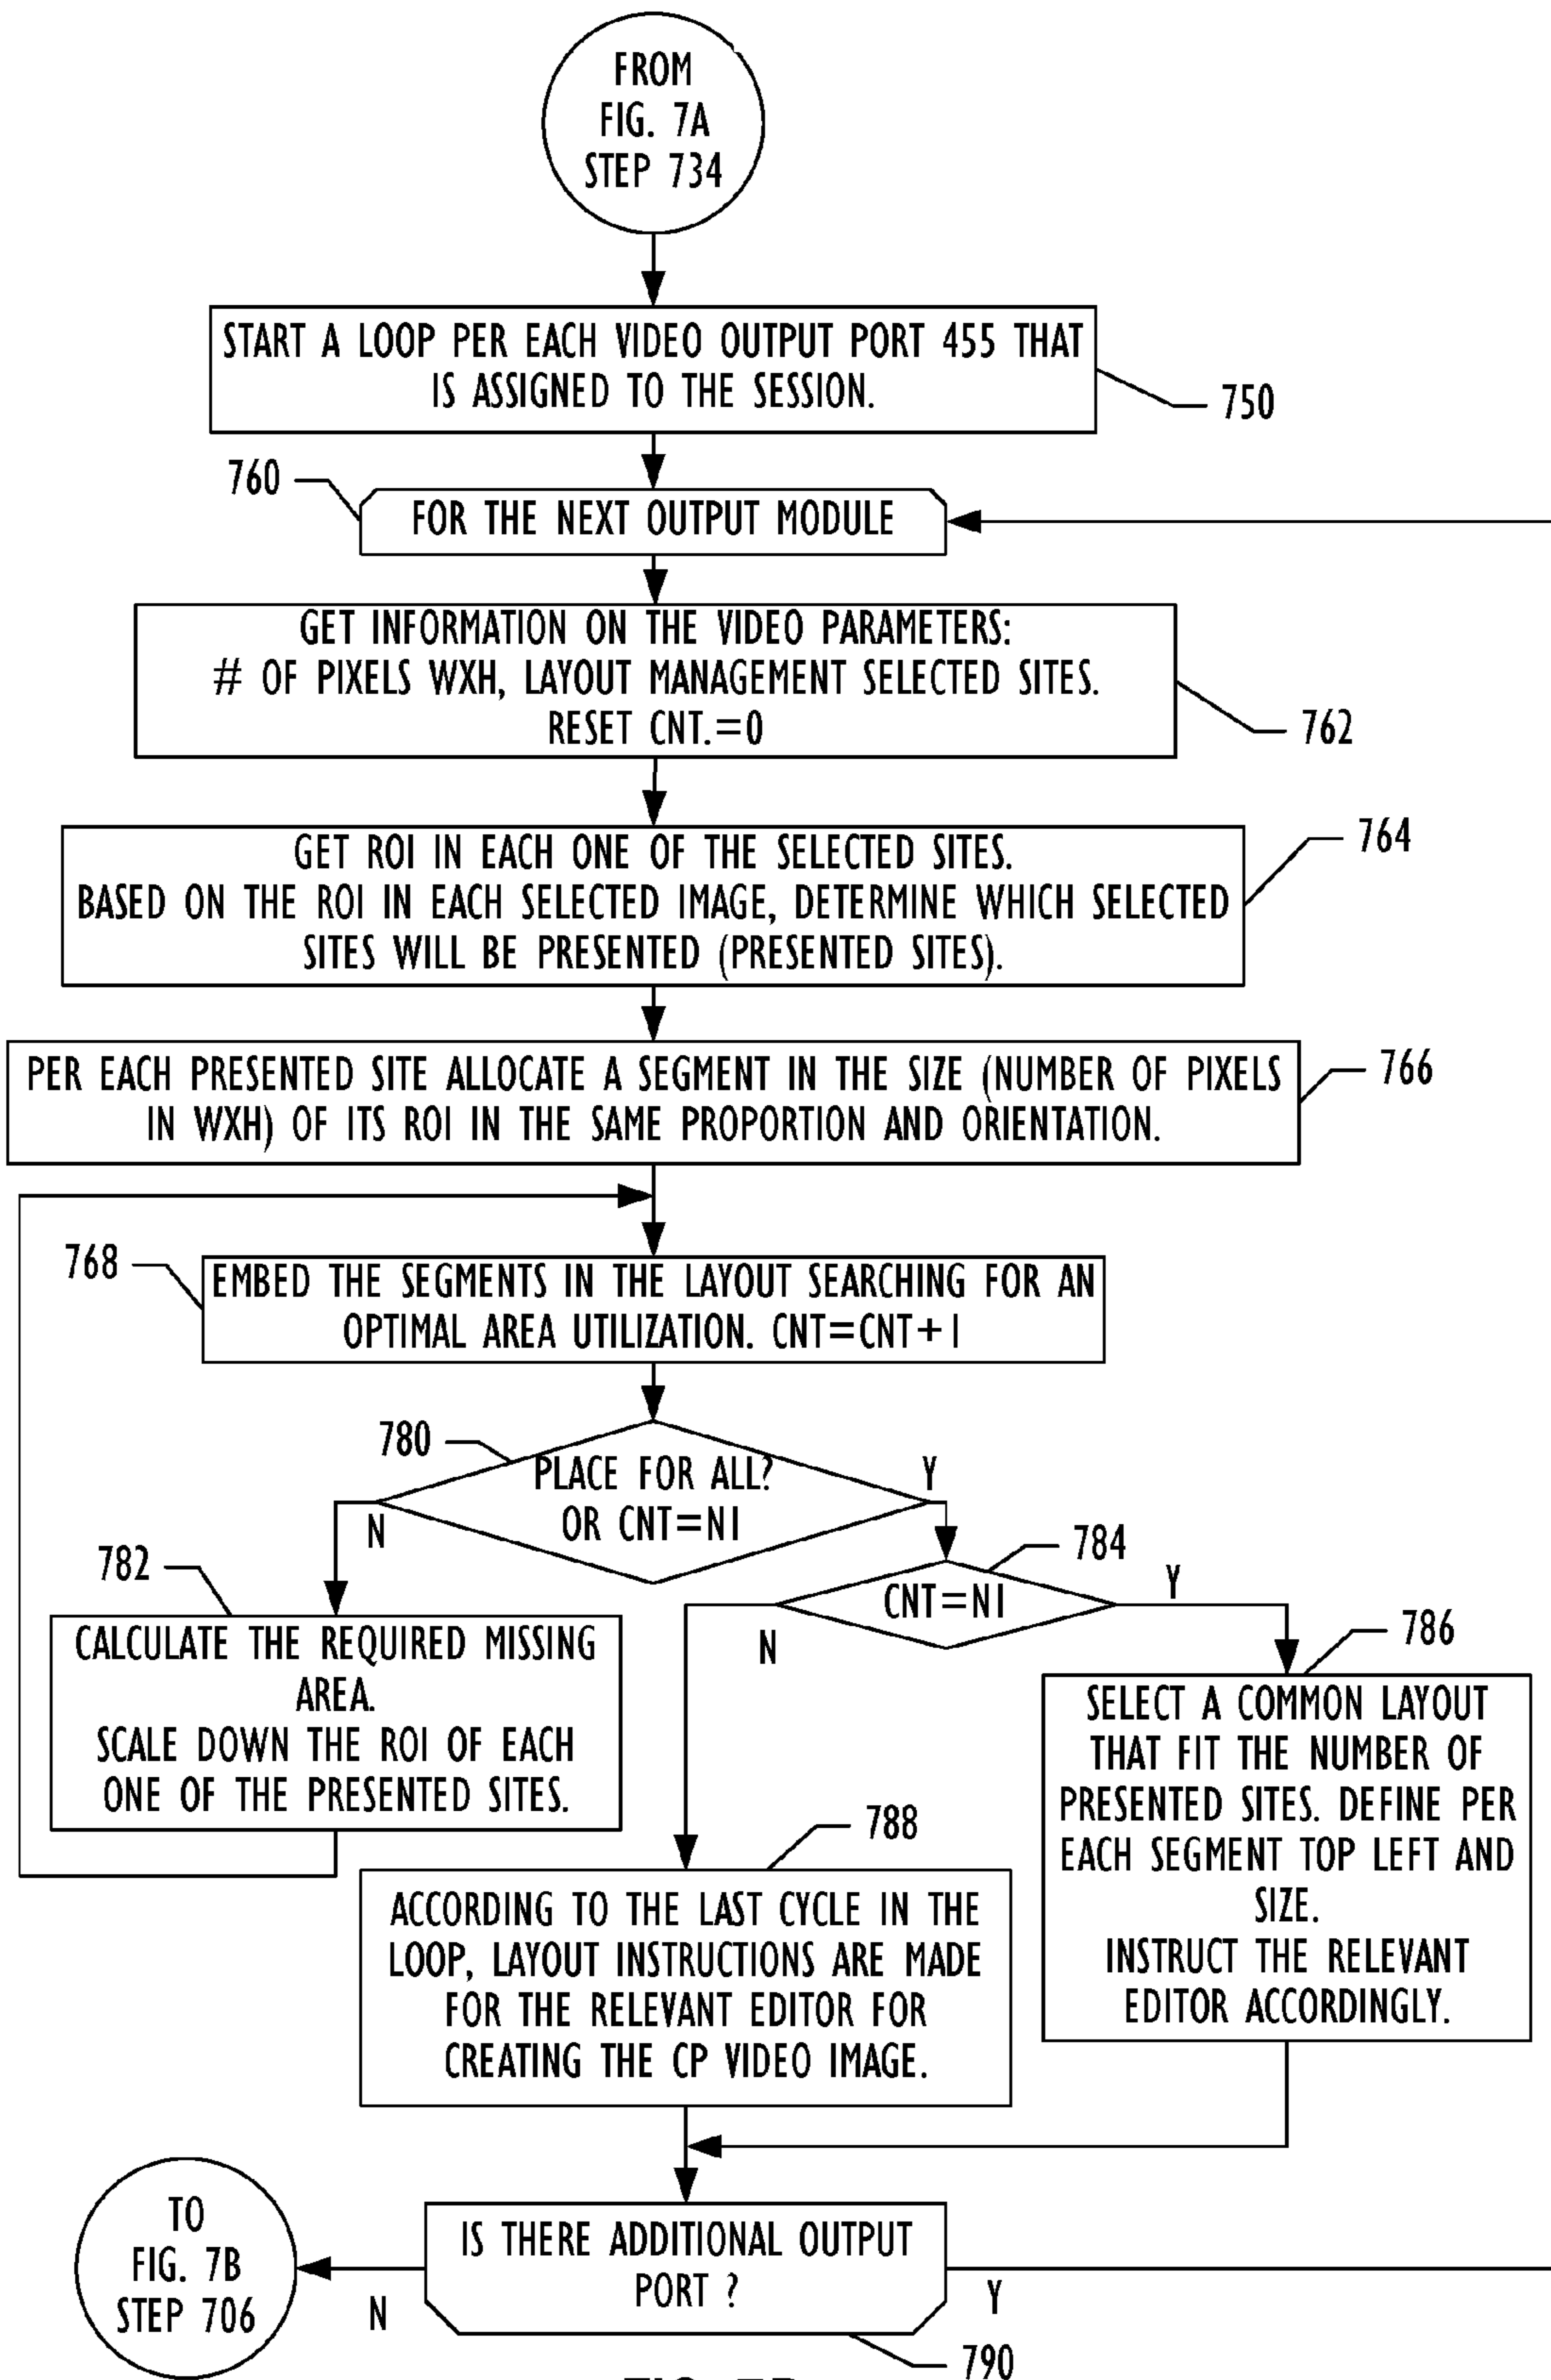 FROM
FIG. 7A
STEP 734
START A LOOP PER EACH VIDEO OUTPUT PORT 455 THAT
IS ASSIGNED TO THE SESSION.
750
760
FOR THE NEXT OUTPUT MODULE
GET INFORMATION ON THE VIDEO PARAMETERS:
# OF PIXELS WXH, LAYOUT MANAGEMENT SELECTED SITES.
RESET CNT.=0
762
GET ROI IN EACH ONE OF THE SELECTED SITES.
BASED ON THE ROI IN EACH SELECTED IMAGE, DETERMINE WHICH SELECTED
SITES WILL BE PRESENTED (PRESENTED SITES).
764
PER EACH PRESENTED SITE ALLOCATE A SEGMENT IN THE SIZE (NUMBER OF PIXELS
IN WXH) OF ITS ROI IN THE SAME PROPORTION AND ORIENTATION.
766
768
EMBED THE SEGMENTS IN THE LAYOUT SEARCHING FOR AN
OPTIMAL AREA UTILIZATION. CNT=CNT+1
780
PLACE FOR ALL?
OR CNT=N1
Y
N
784
CNT=N1
Y
N
782
CALCULATE THE REQUIRED MISSING
AREA.
SCALE DOWN THE ROI OF EACH
ONE OF THE PRESENTED SITES.
786
SELECT A COMMON LAYOUT
THAT FIT THE NUMBER OF
PRESENTED SITES. DEFINE PER
EACH SEGMENT TOP LEFT AND
SIZE.
INSTRUCT THE RELEVANT
EDITOR ACCORDINGLY.
788
ACCORDING TO THE LAST CYCLE IN THE
LOOP, LAYOUT INSTRUCTIONS ARE MADE
FOR THE RELEVANT EDITOR FOR
CREATING THE CP VIDEO IMAGE.
IS THERE ADDITIONAL OUTPUT
PORT ?
Y
N
790
TO
FIG. 7B
STEP 706